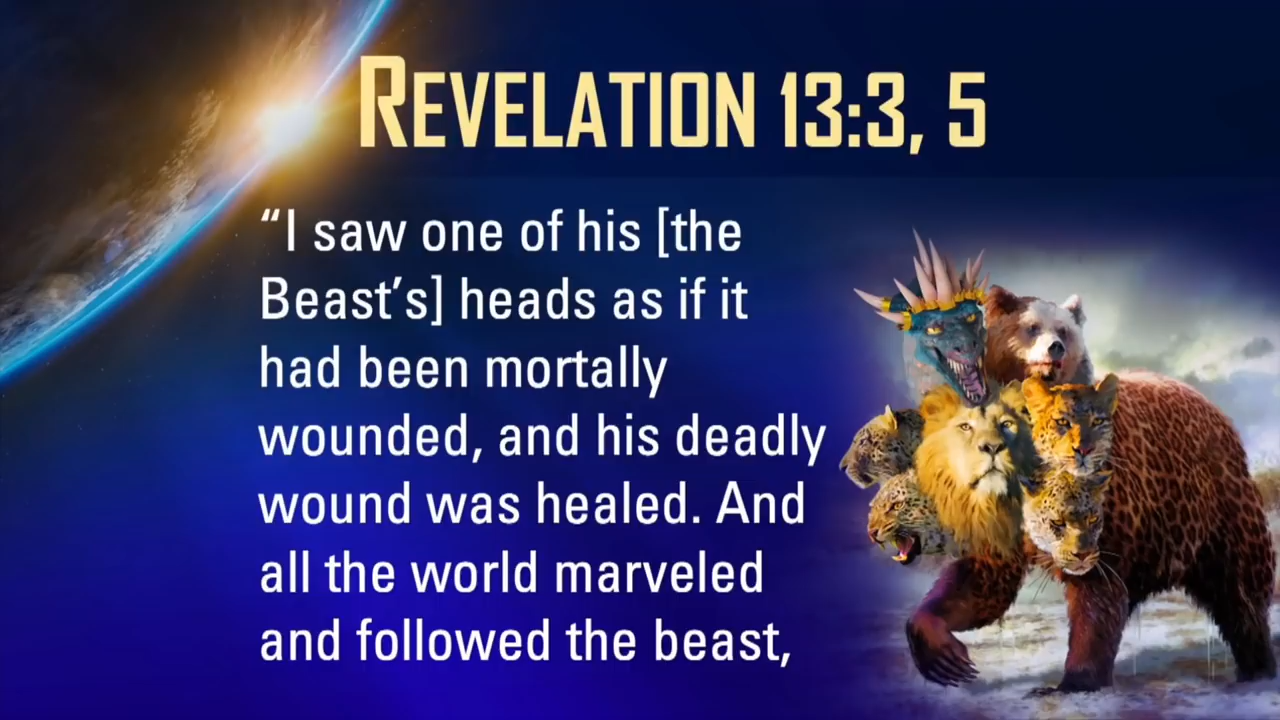 REVELATION 13:3, 5
“I saw one of his [the
Beast’s] heads as if it
had been mortally
wounded, and his deadly
wound was healed. And
all the world marveled
and followed the beast,